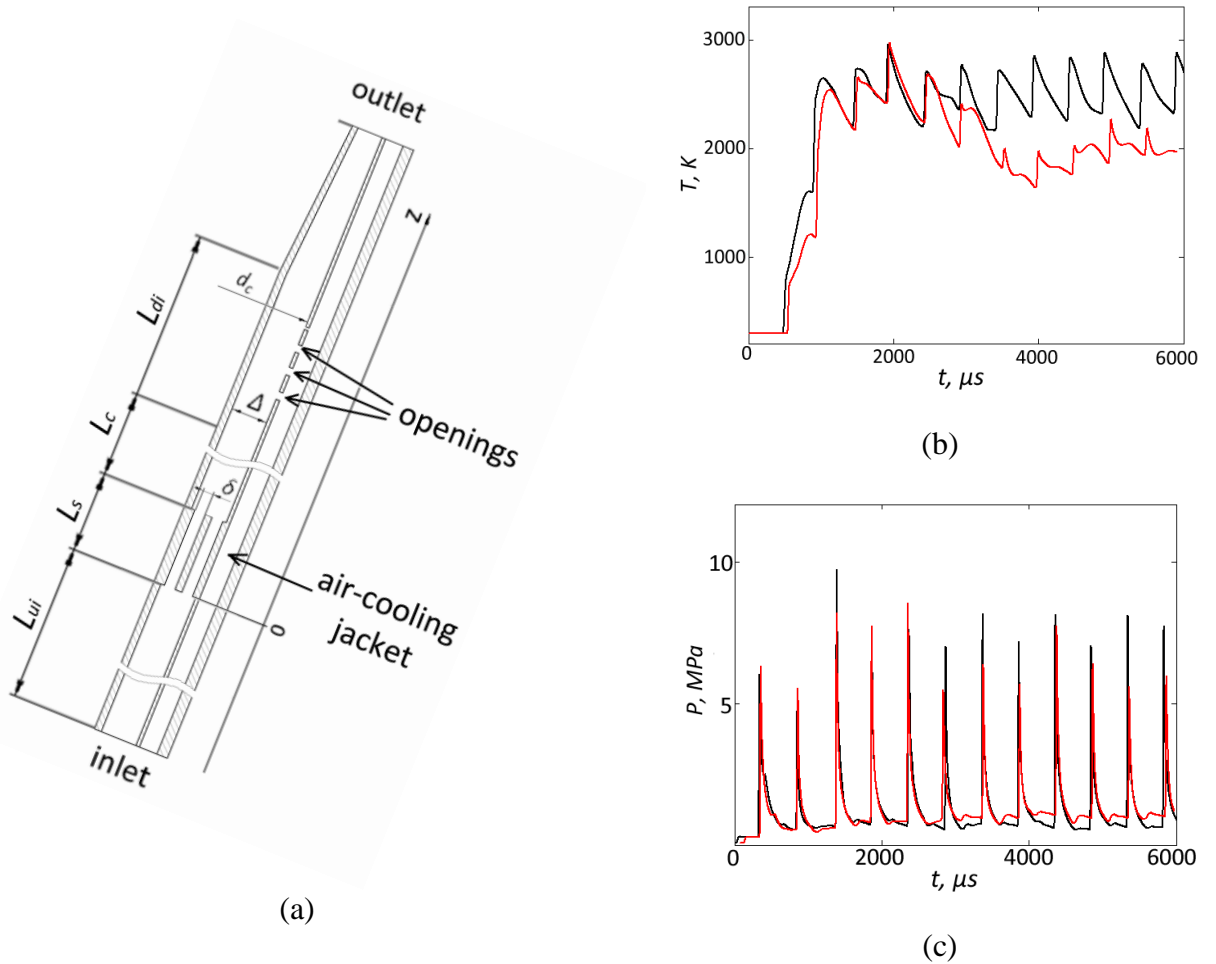 outlet
z
d_c
L_di
L_c
Δ
openings
L_s
δ
air-cooling
jacket
L_ui
0
inlet
(a)
3000
2000
1000
T, K
0
2000
4000
6000
t, μs
(b)
10
5
P, MPa
0
2000
4000
6000
t, μs
(c)